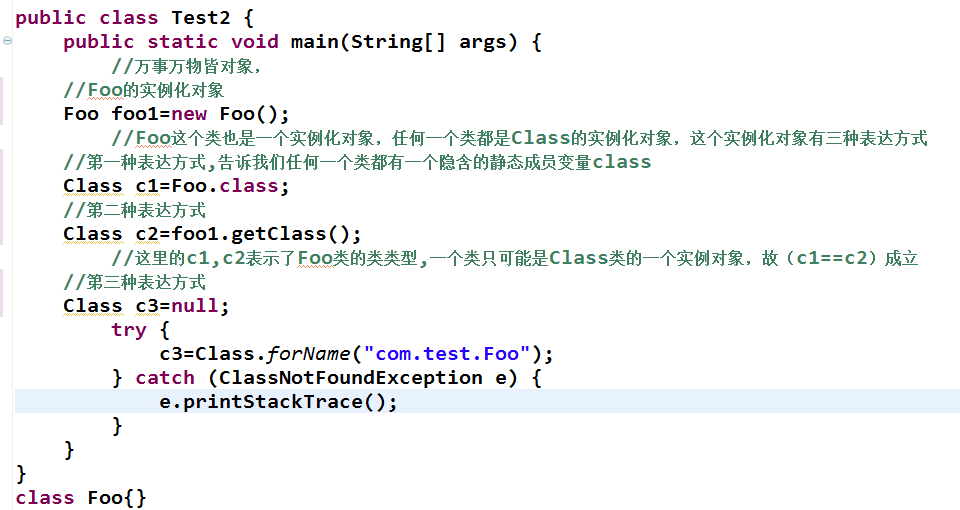 public class Test2 {
public static void main(String[] args) {
//万事万物皆对象，
//Foo的实例化对象
Foo foo1=new Foo();
//Foo这个类也是一个实例化对象，任何一个类都是Class的实例化对象，这个实例化对象有三种表达方式
//第一种表达方式,告诉我们任何一个类都有一个隐含的静态成员变量class
Class c1=Foo.class;
//第二种表达方式
Class c2=foo1.getClass();
//这里的c1,c2表示了Foo类的类类型,一个类只可能是Class类的一个实例对象，故（c1==c2）成立
//第三种表达方式
Class c3=null;
try {
c3=Class.forName("com.test.Foo");
} catch (ClassNotFoundException e) {
e.printStackTrace();
}
}
}
class Foo{}